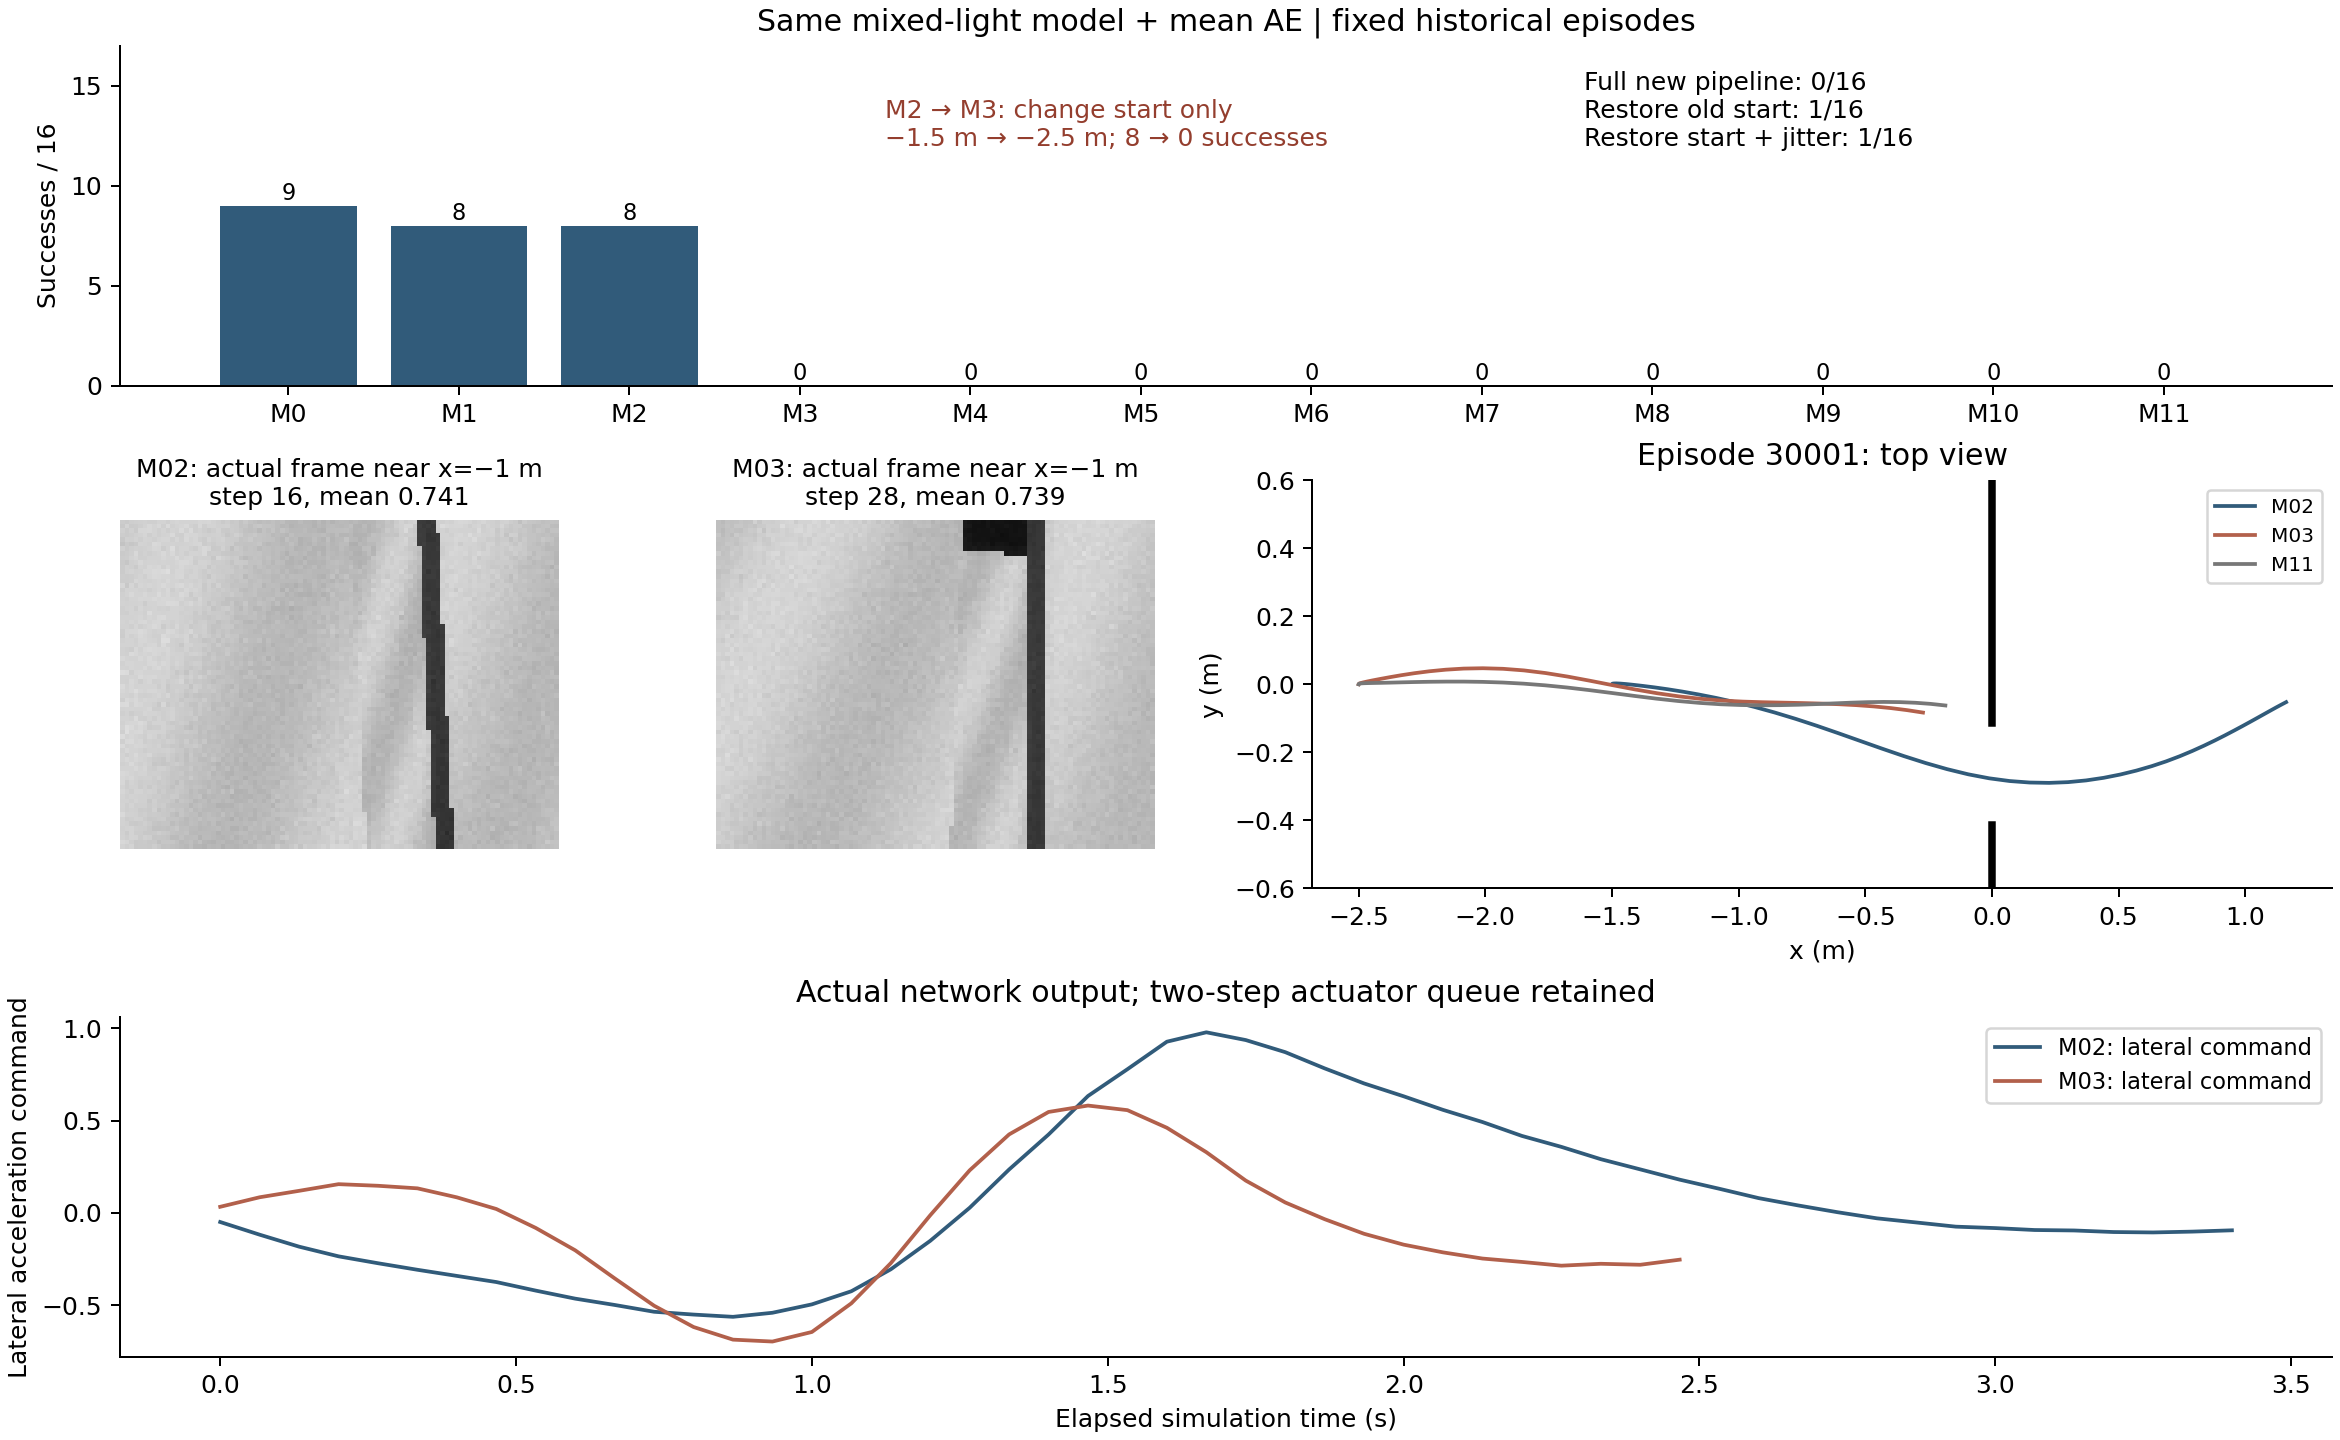 Same mixed-light model + mean AE | fixed historical episodes
Successes / 16
15
10
5
0
M2 → M3: change start only
−1.5 m → −2.5 m; 8 → 0 successes
Full new pipeline: 0/16
Restore old start: 1/16
Restore start + jitter: 1/16
9
8
8
0
0
0
0
0
0
0
0
0
M0
M1
M2
M3
M4
M5
M6
M7
M8
M9
M10
M11
M02: actual frame near x=−1 m
step 16, mean 0.741
M03: actual frame near x=−1 m
step 28, mean 0.739
Episode 30001: top view
y (m)
0.6
0.4
0.2
0.0
−0.2
−0.4
−0.6
M02
M03
M11
−2.5
−2.0
−1.5
−1.0
−0.5
0.0
0.5
1.0
x (m)
Actual network output; two-step actuator queue retained
Lateral acceleration command
1.0
0.5
0.0
−0.5
M02: lateral command
M03: lateral command
0.0
0.5
1.0
1.5
2.0
2.5
3.0
3.5
Elapsed simulation time (s)